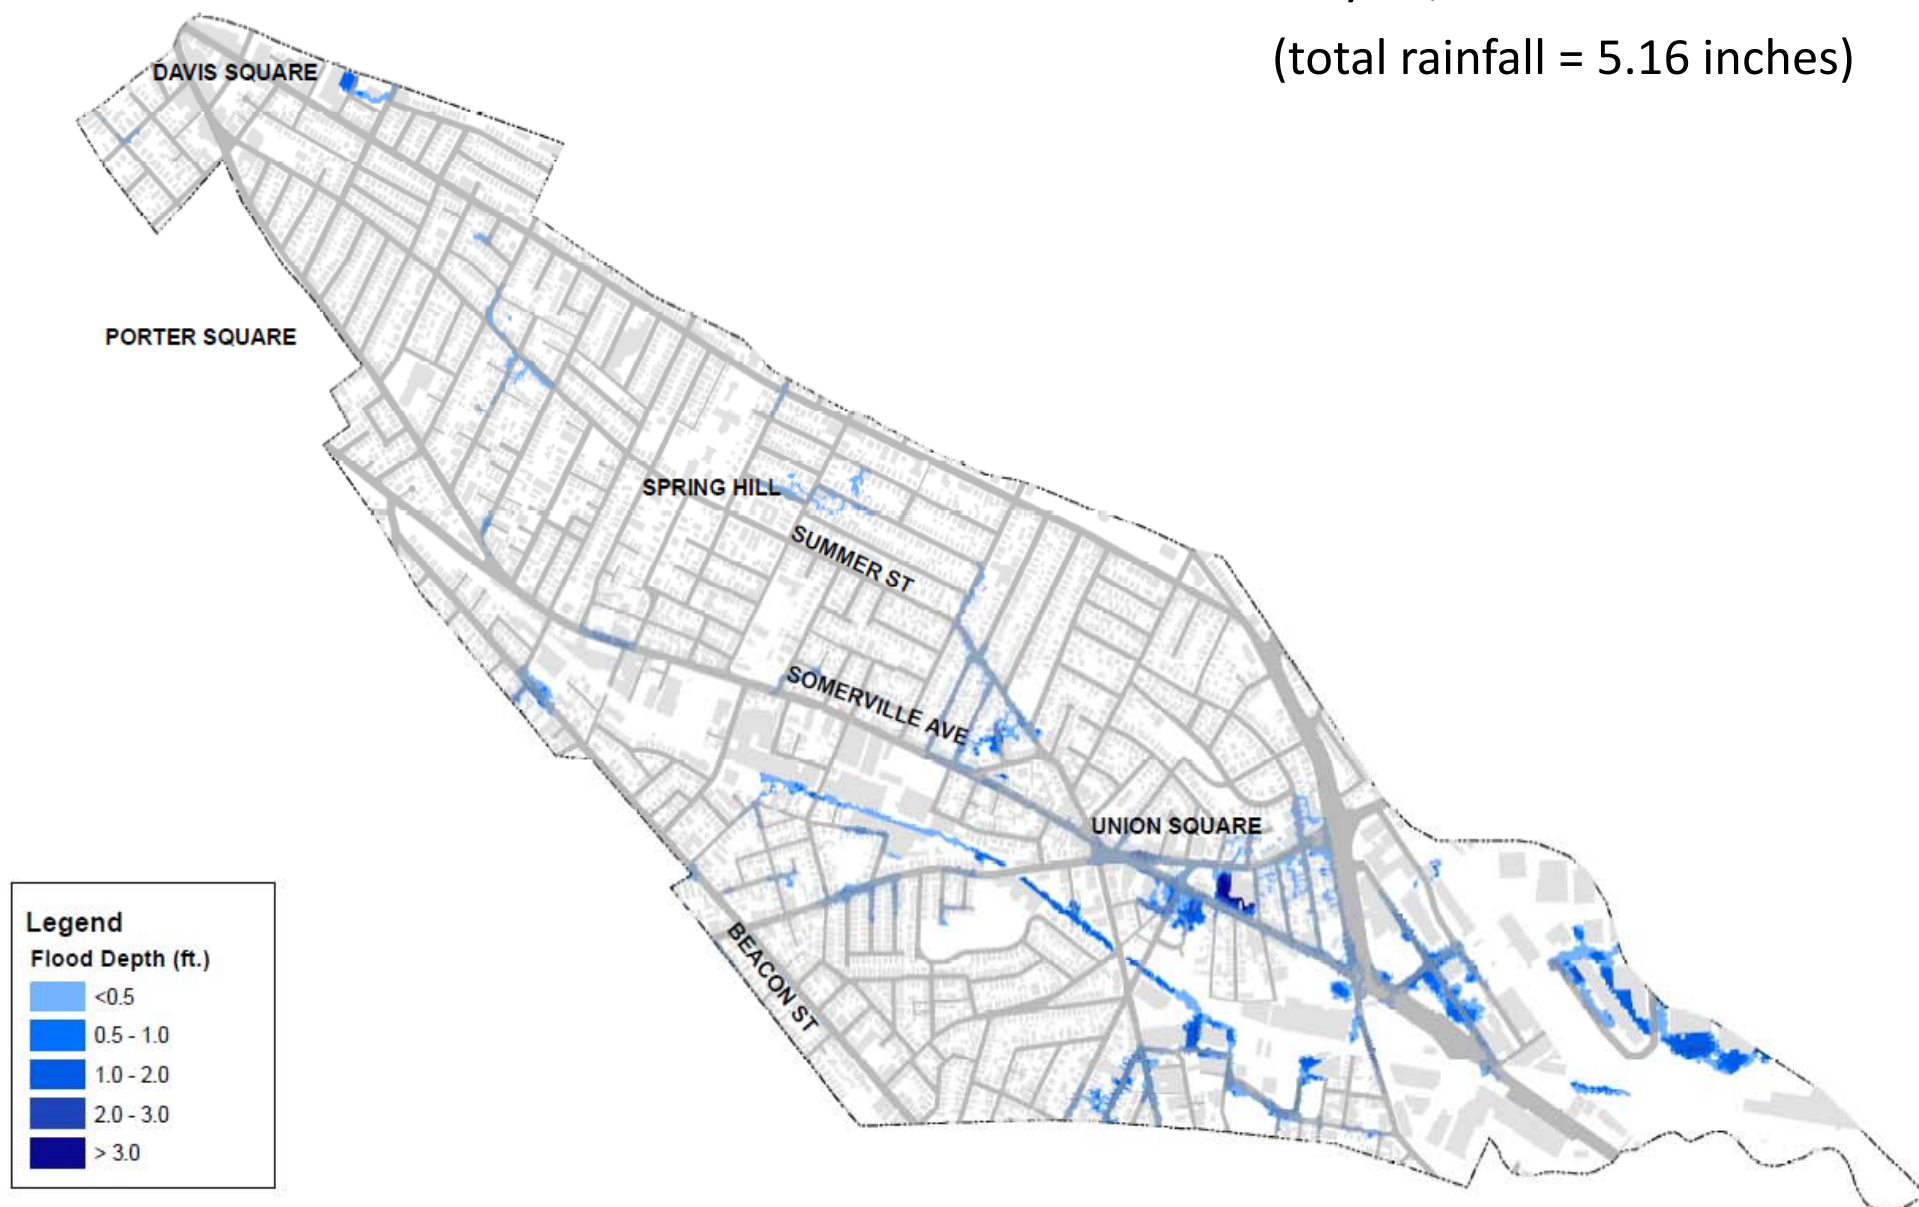 (total rainfall = 5.16 inches)
DAVIS SQUARE
PORTER SQUARE
SPRING HILL
SUMMER ST
SOMERVILLE AVE
UNION SQUARE
BEACON ST
Legend
Flood Depth (ft.)
<0.5
0.5 - 1.0
1.0 - 2.0
2.0 - 3.0
> 3.0